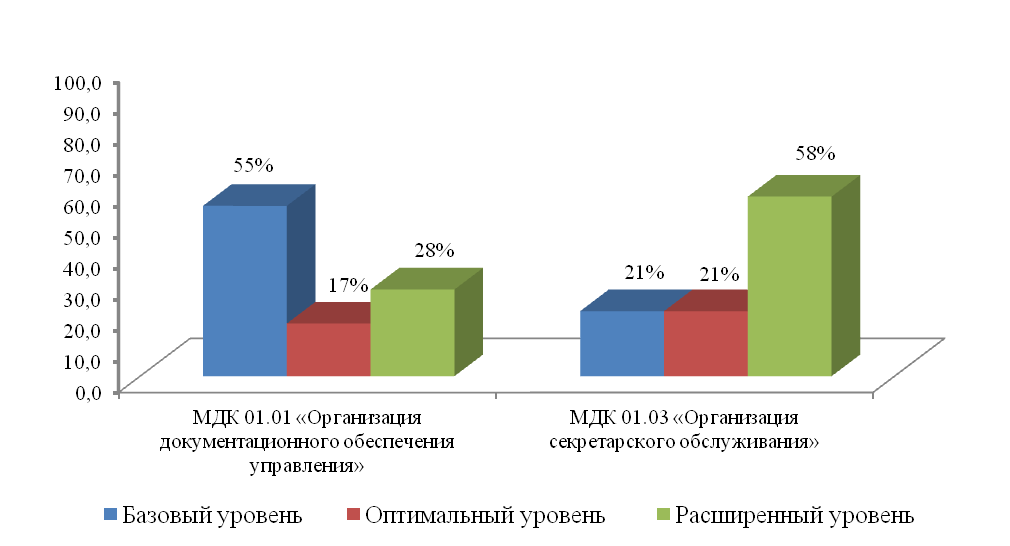 100,0
90,0
80,0
70,0
60,0
50,0
40,0
30,0
20,0
10,0
0,0
55%
17%
28%
21%
21%
58%
МДК 01.01 «Организация
документационного обеспечения
управления»
МДК 01.03 «Организация
секретарского обслуживания»
Базовый уровень
Оптимальный уровень
Расширенный уровень